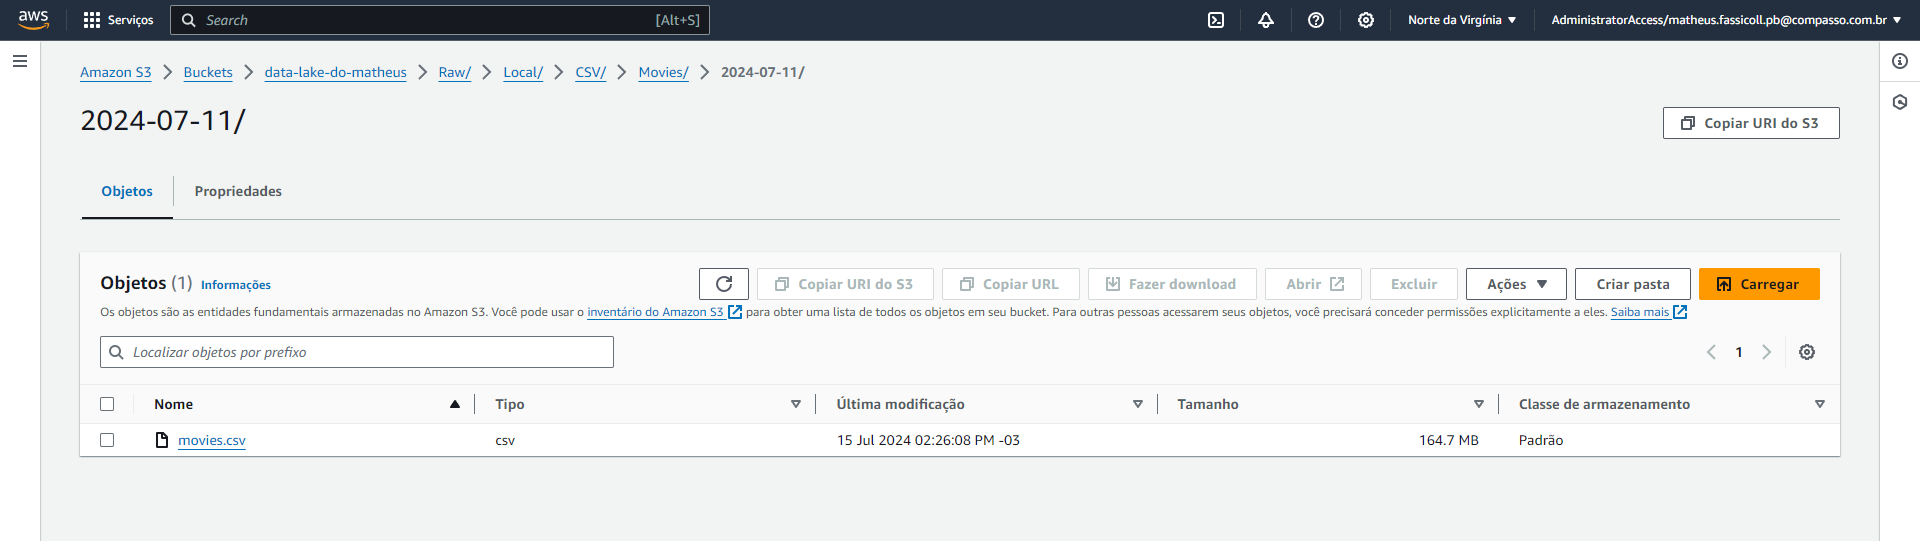 aws Serviços Search [Alt+S] Norte da Virgínia AdministratorAccess/matheus.fassicoll.pb@compasso.com.br
Amazon S3 Buckets data-lake-do-matheus Raw/ Local/ CSV/ Movies/ 2024-07-11/
2024-07-11/
Copiar URI do S3
Objetos Propriedades
Objetos (1) Informações Copiar URI do S3 Copiar URL Fazer download Abrir Excluir Ações Criar pasta Carregar
Os objetos são as entidades fundamentais armazenadas no Amazon S3. Você pode usar o inventário do Amazon S3 para obter uma lista de todos os objetos em seu bucket. Para outras pessoas acessarem seus objetos, você precisará conceder permissões explicitamente a eles. Saiba mais
Localizar objetos por prefixo 1
Nome Tipo Última modificação Tamanho Classe de armazenamento
movies.csv csv 15 Jul 2024 02:26:08 PM -03 164.7 MB Padrão